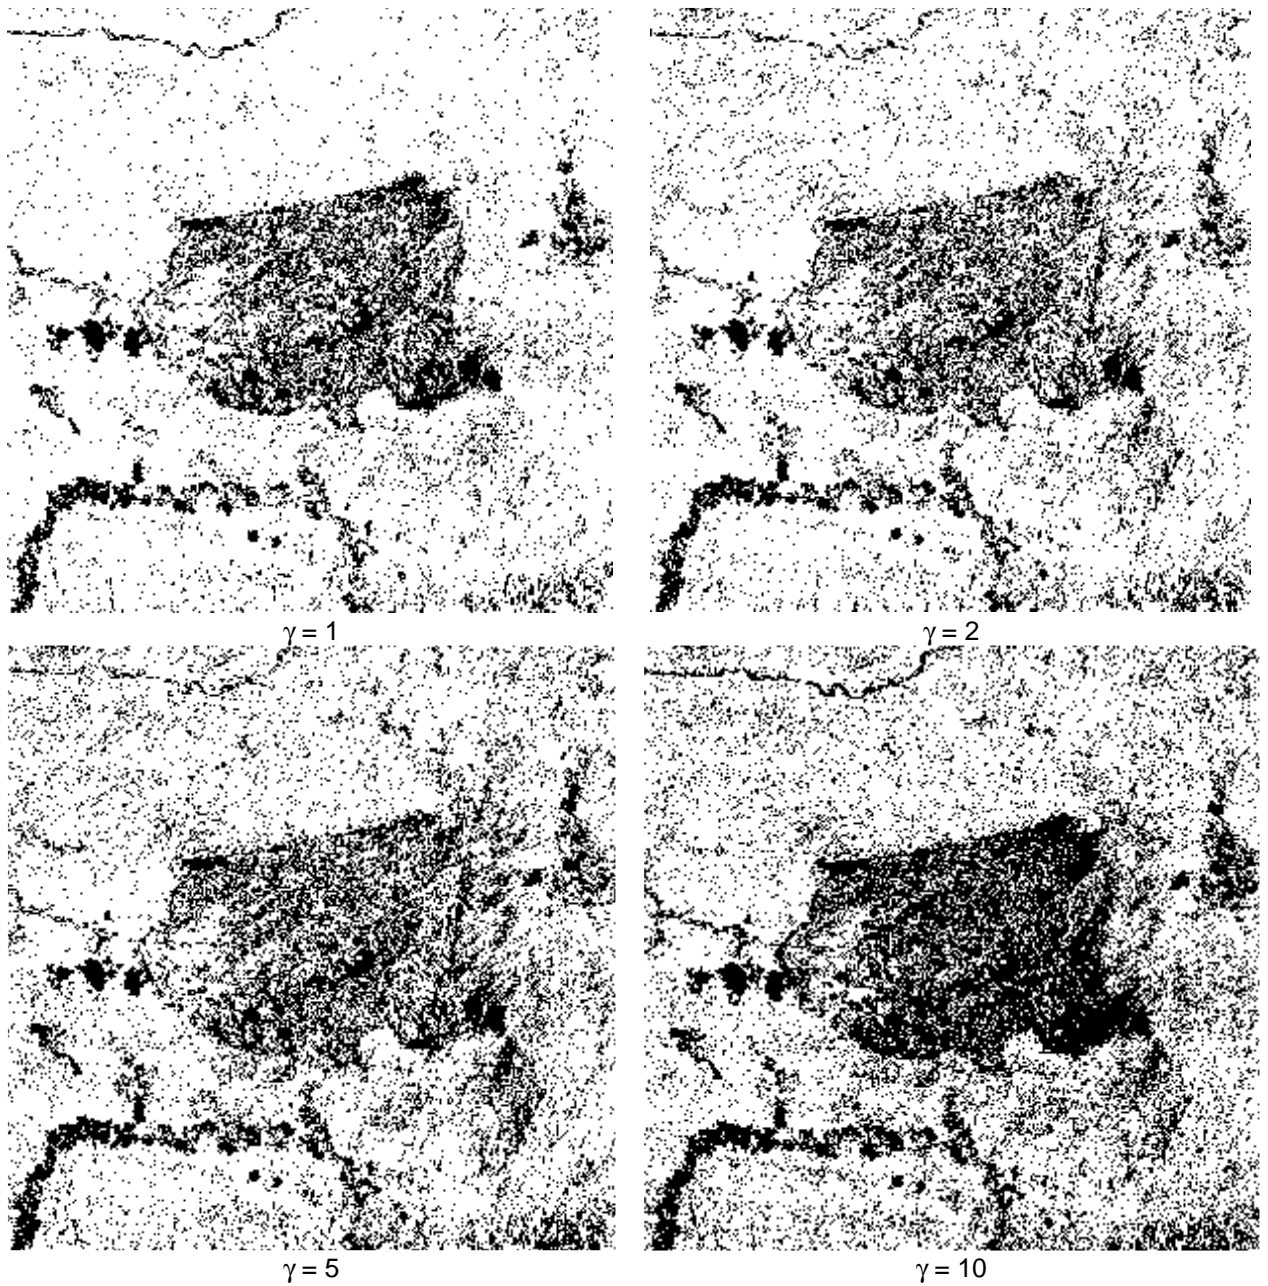 γ = 1
γ = 2
γ = 5
γ = 10